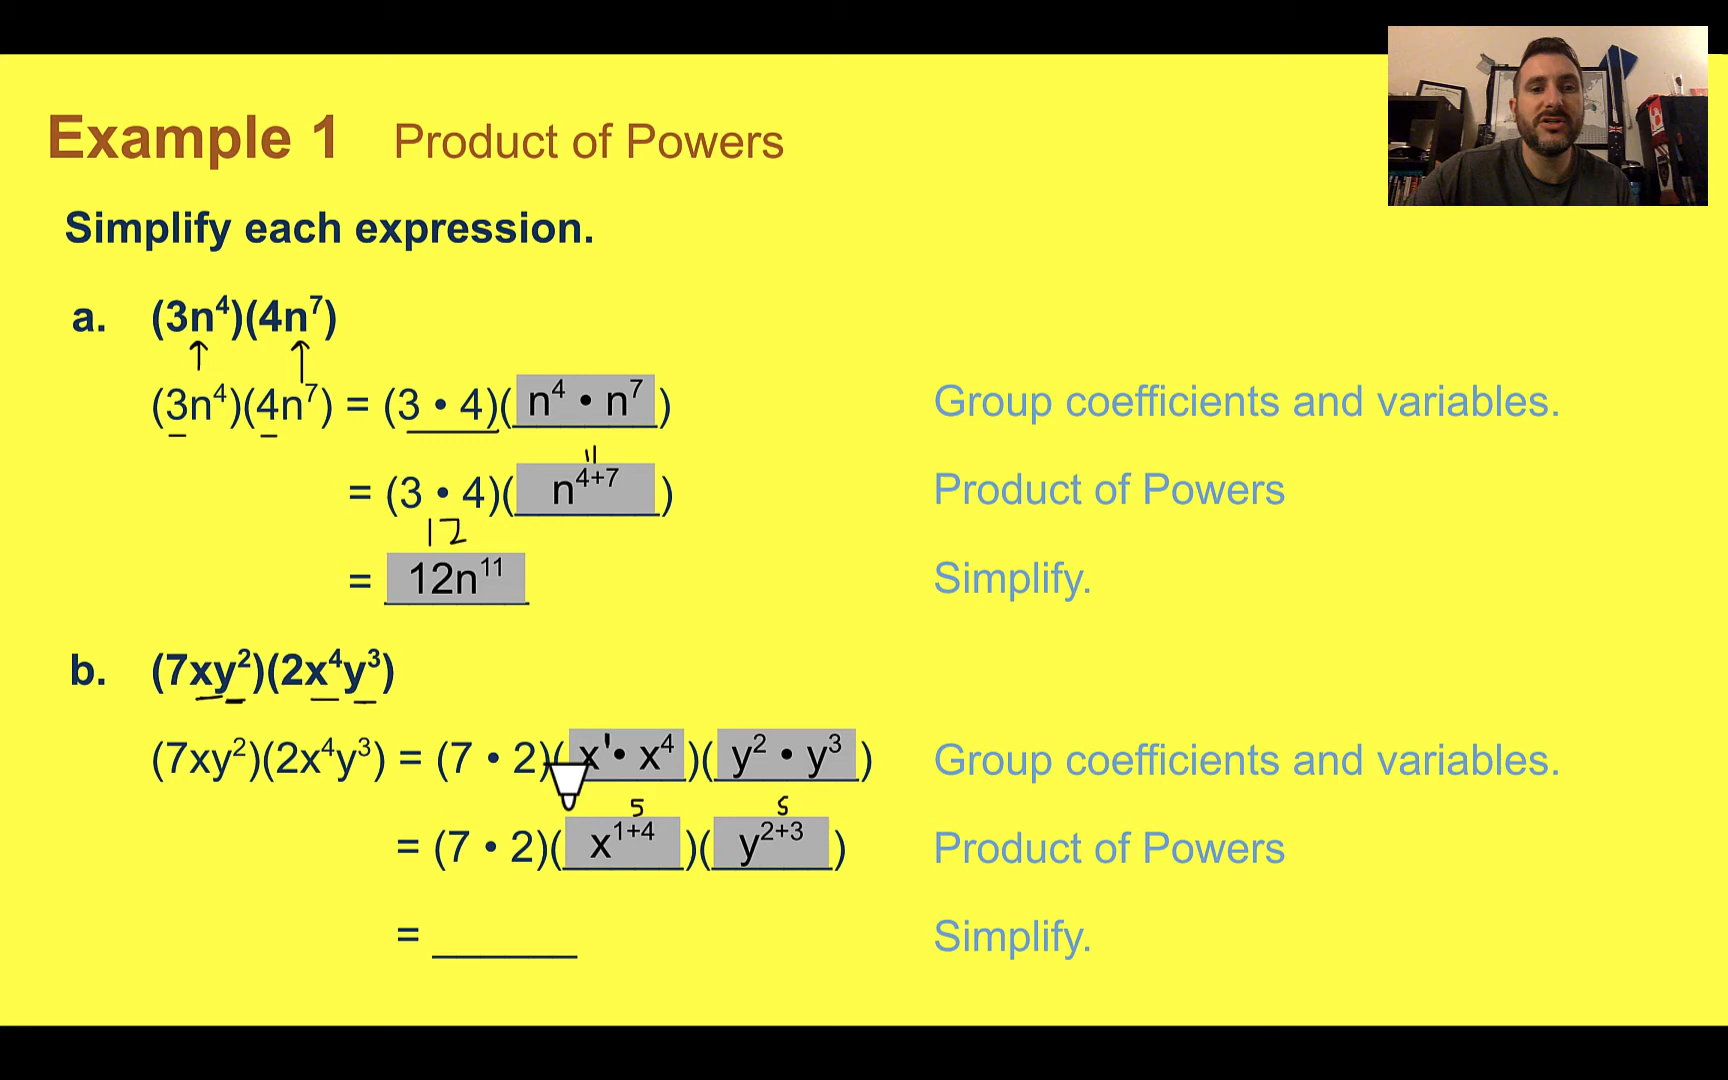 Example 1 Product of Powers
Simplify each expression.
a. (3n⁴)(4n⁷)
(3n⁴)(4n⁷) = (3 • 4)(n⁴ • n⁷) Group coefficients and variables.
11
= (3 • 4)(n⁴⁺⁷) Product of Powers
12
= 12n¹¹ Simplify.
b. (7xy²)(2x⁴y³)
(7xy²)(2x⁴y³) = (7 • 2)(x¹ • x⁴)(y² • y³) Group coefficients and variables.
5 5
= (7 • 2)(x¹⁺⁴)(y²⁺³) Product of Powers
= ______ Simplify.